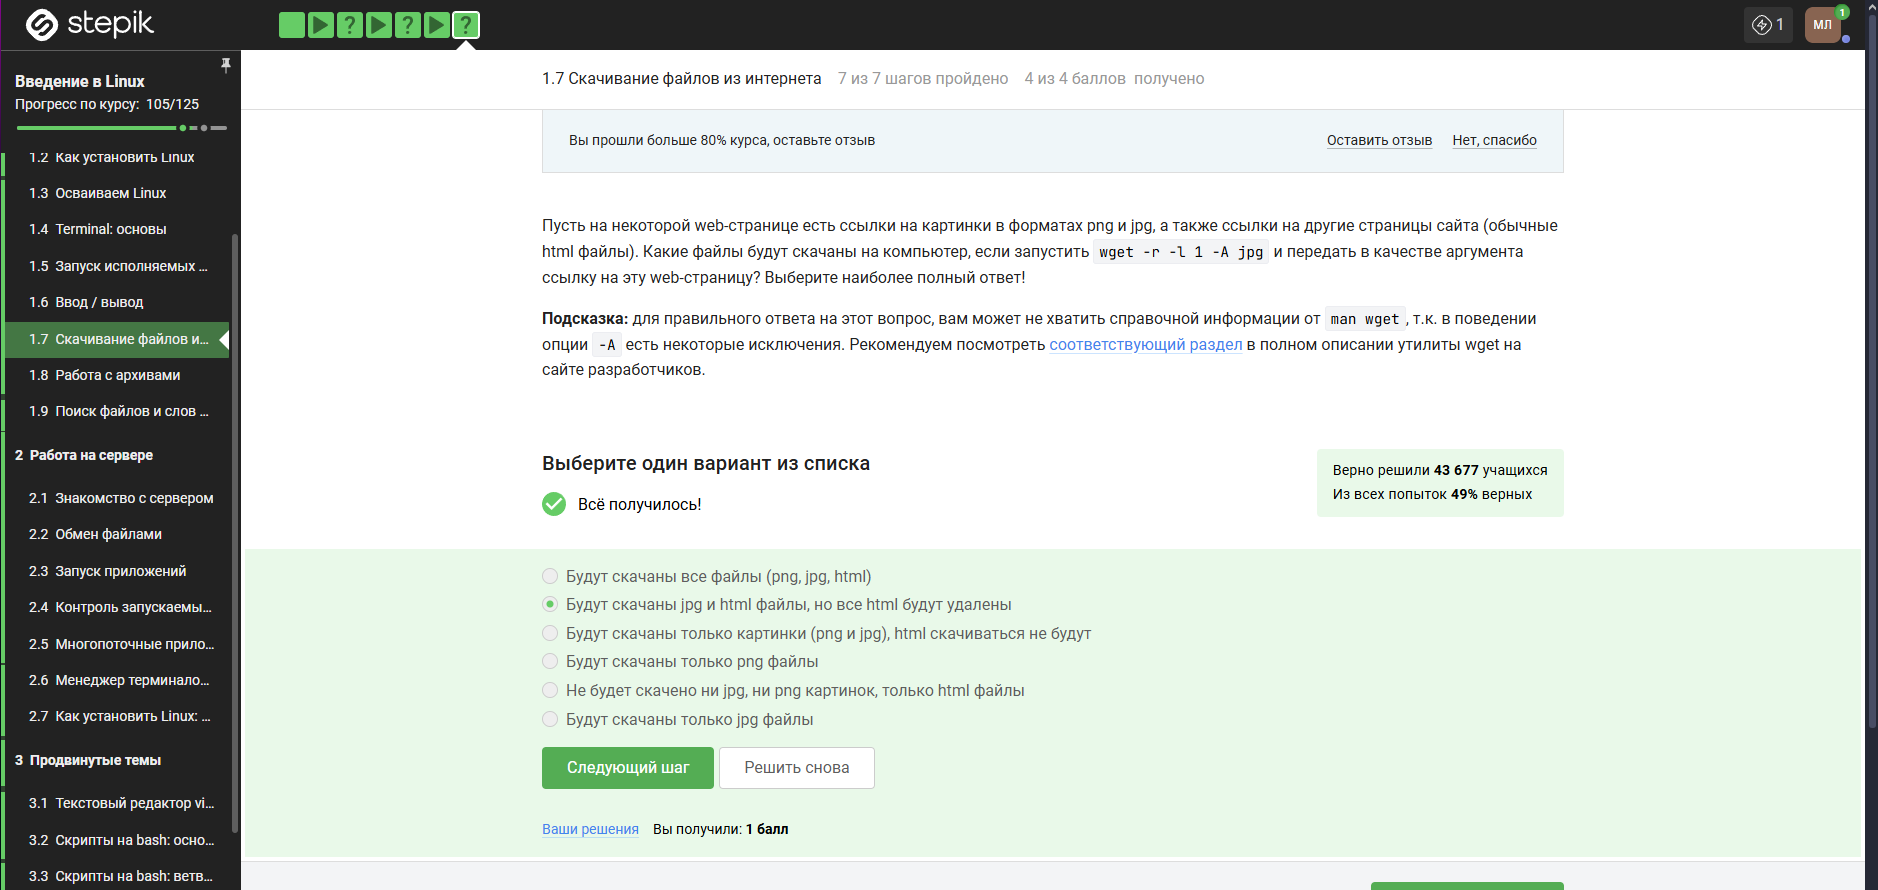 stepik
? ? ?
1
МЛ
1
Введение в Linux
Прогресс по курсу: 105/125
1.2 Как установить Linux
1.3 Осваиваем Linux
1.4 Terminal: основы
1.5 Запуск исполняемых ...
1.6 Ввод / вывод
1.7 Скачивание файлов и...
1.8 Работа с архивами
1.9 Поиск файлов и слов ...
2 Работа на сервере
2.1 Знакомство с сервером
2.2 Обмен файлами
2.3 Запуск приложений
2.4 Контроль запускаемы...
2.5 Многопоточные прило...
2.6 Менеджер терминало...
2.7 Как установить Linux: ...
3 Продвинутые темы
3.1 Текстовый редактор vi...
3.2 Скрипты на bash: осно...
3.3 Скрипты на bash: ветв...
1.7 Скачивание файлов из интернета 7 из 7 шагов пройдено 4 из 4 баллов получено
Вы прошли больше 80% курса, оставьте отзыв Оставить отзыв Нет, спасибо
Пусть на некоторой web-странице есть ссылки на картинки в форматах png и jpg, а также ссылки на другие страницы сайта (обычные
html файлы). Какие файлы будут скачаны на компьютер, если запустить wget -r -l 1 -A jpg и передать в качестве аргумента
ссылку на эту web-страницу? Выберите наиболее полный ответ!
Подсказка: для правильного ответа на этот вопрос, вам может не хватить справочной информации от man wget, т.к. в поведении
опции -A есть некоторые исключения. Рекомендуем посмотреть соответствующий раздел в полном описании утилиты wget на
сайте разработчиков.
Выберите один вариант из списка
Всё получилось!
Верно решили 43 677 учащихся
Из всех попыток 49% верных
Будут скачаны все файлы (png, jpg, html)
Будут скачаны jpg и html файлы, но все html будут удалены
Будут скачаны только картинки (png и jpg), html скачиваться не будут
Будут скачаны только png файлы
Не будет скачено ни jpg, ни png картинок, только html файлы
Будут скачаны только jpg файлы
Следующий шаг Решить снова
Ваши решения Вы получили: 1 балл